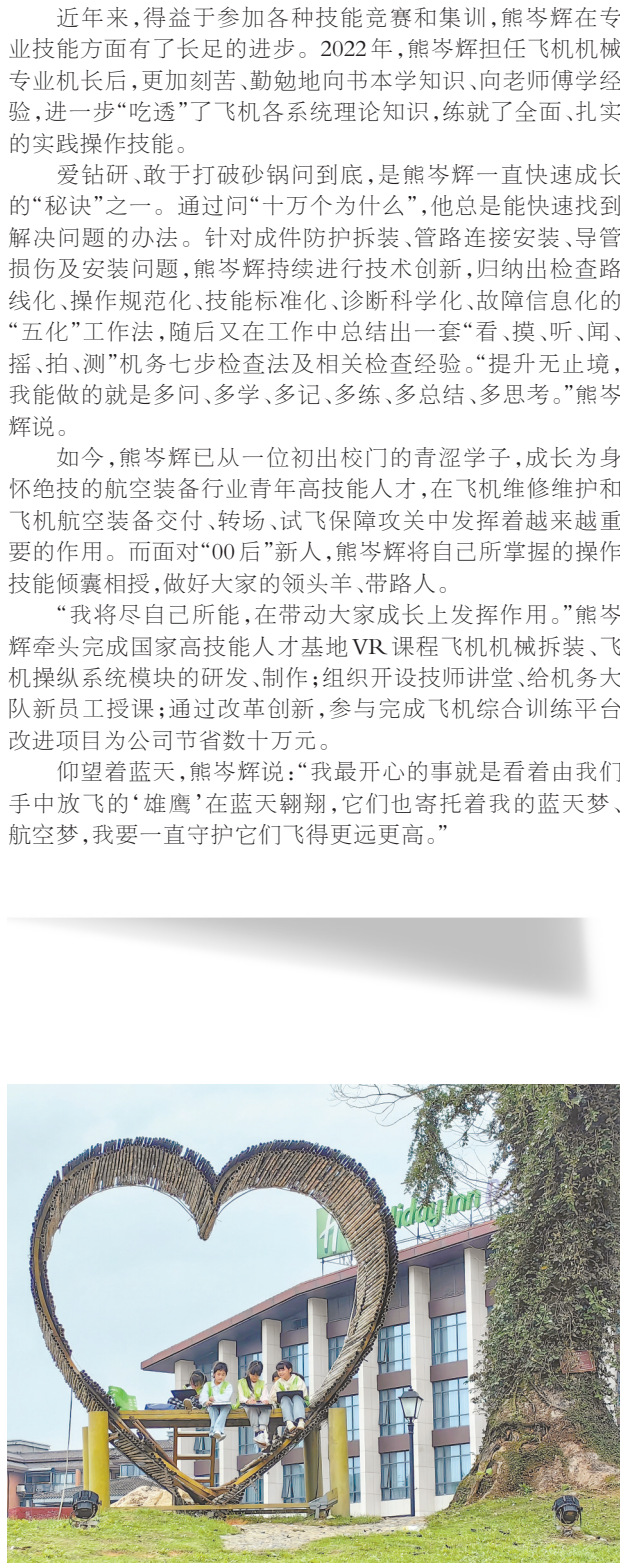 近年来,得益于参加各种技能竞赛和集训,熊岑辉在专
业技能方面有了长足的进步。2022年,熊岑辉担任飞机机械
专业机长后,更加刻苦、勤勉地向书本学知识、向老师傅学经
验,进一步“吃透”了飞机各系统理论知识,练就了全面、扎实
的实践操作技能。
爱钻研、敢于打破砂锅问到底,是熊岑辉一直快速成长
的“秘诀”之一。通过问“十万个为什么”,他总是能快速找到
解决问题的办法。针对成件防护拆装、管路连接安装、导管
损伤及安装问题,熊岑辉持续进行技术创新,归纳出检查路
线化、操作规范化、技能标准化、诊断科学化、故障信息化的
“五化”工作法,随后又在工作中总结出一套“看、摸、听、闻、
摇、拍、测”机务七步检查法及相关检查经验。“提升无止境,
我能做的就是多问、多学、多记、多练、多总结、多思考。”熊岑
辉说。
如今,熊岑辉已从一位初出校门的青涩学子,成长为身
怀绝技的航空装备行业青年高技能人才,在飞机维修维护和
飞机航空装备交付、转场、试飞保障攻关中发挥着越来越重
要的作用。而面对“00后”新人,熊岑辉将自己所掌握的操作
技能倾囊相授,做好大家的领头羊、带路人。
“我将尽自己所能,在带动大家成长上发挥作用。”熊岑
辉牵头完成国家高技能人才基地VR课程飞机机械拆装、飞
机操纵系统模块的研发、制作;组织开设技师讲堂、给机务大
队新员工授课;通过改革创新,参与完成飞机综合训练平台
改进项目为公司节省数十万元。
仰望着蓝天,熊岑辉说:“我最开心的事就是看着由我们
手中放飞的‘雄鹰’在蓝天翱翔,它们也寄托着我的蓝天梦、
航空梦,我要一直守护它们飞得更远更高。”
H
liday Inn